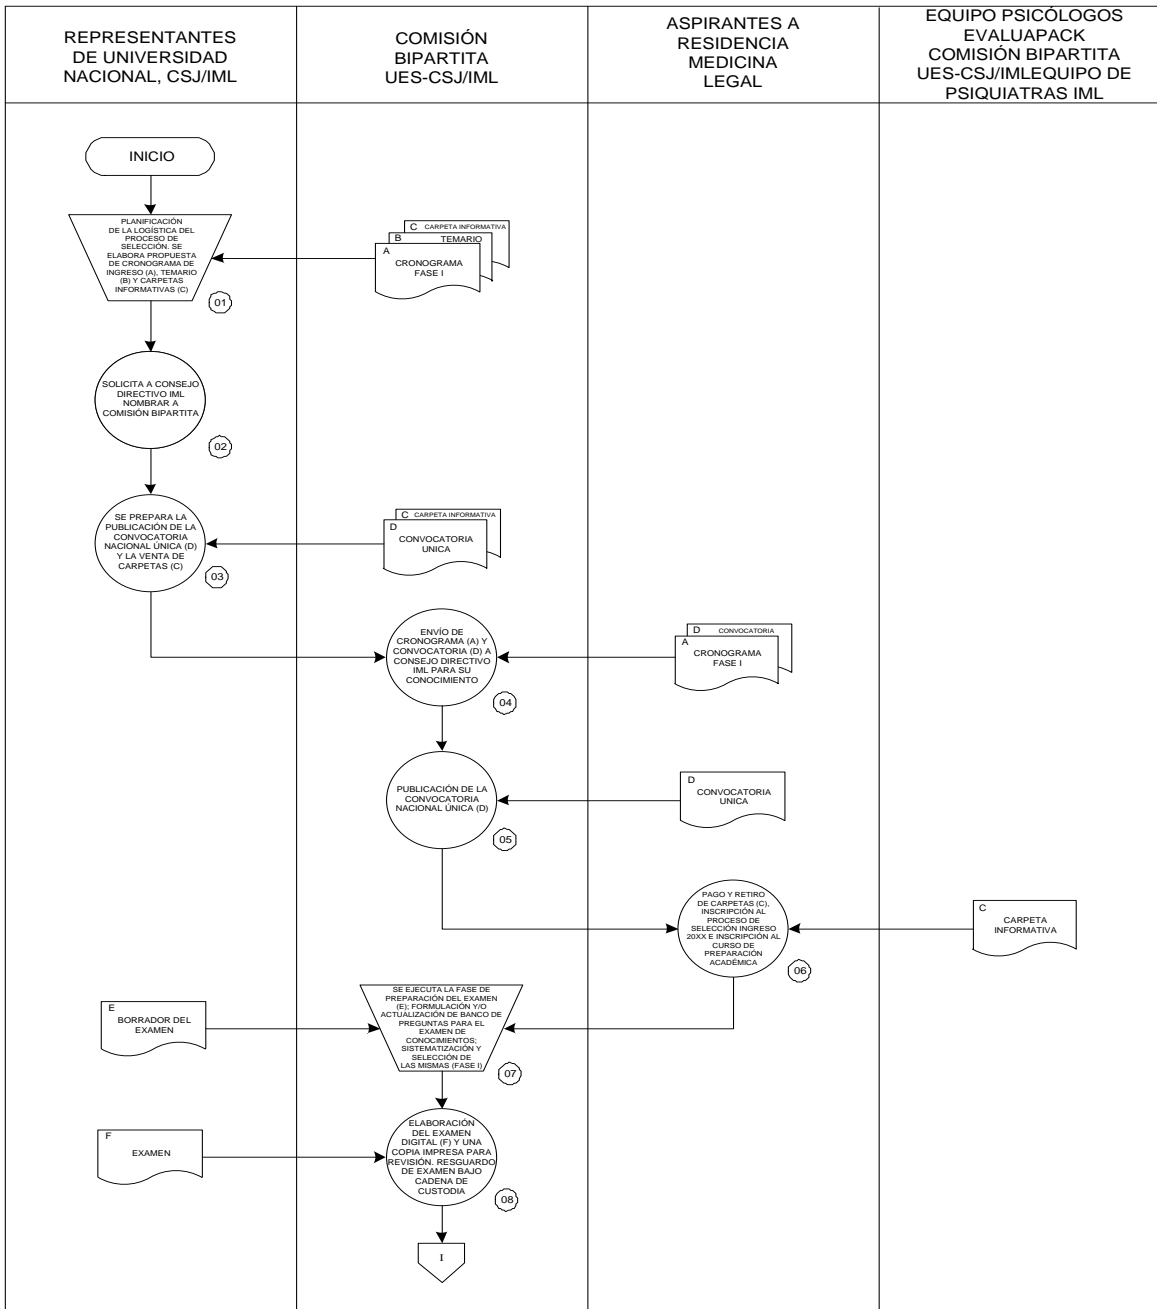 REPRESENTANTES
DE UNIVERSIDAD
NACIONAL, CSJ/IML
COMISIÓN
BIPARTITA
UES-CSJ/IML
ASPIRANTES A
RESIDENCIA
MEDICINA
LEGAL
EQUIPO PSICÓLOGOS
EVALUAPACK
COMISIÓN BIPARTITA
UES-CSJ/IMLEQUIPO DE
PSIQUIATRAS IML
INICIO
PLANIFICACIÓN
DE LA LOGÍSTICA DEL
PROCESO DE
SELECCIÓN. SE
ELABORA PROPUESTA
DE CRONOGRAMA DE
INGRESO (A), TEMARIO
(B) Y CARPETAS
INFORMATIVAS (C)
01
C CARPETA INFORMATIVA
B TEMARIO
A
CRONOGRAMA
FASE I
SOLICITA A CONSEJO
DIRECTIVO IML
NOMBRAR A
COMISIÓN BIPARTITA
02
SE PREPARA LA
PUBLICACIÓN DE LA
CONVOCATORIA
NACIONAL ÚNICA (D)
Y LA VENTA DE
CARPETAS (C)
03
C CARPETA INFORMATIVA
D
CONVOCATORIA
UNICA
ENVÍO DE
CRONOGRAMA (A) Y
CONVOCATORIA (D) A
CONSEJO DIRECTIVO
IML PARA SU
CONOCIMIENTO
04
D CONVOCATORIA
A
CRONOGRAMA
FASE I
PUBLICACIÓN DE LA
CONVOCATORIA
NACIONAL ÚNICA (D)
05
D
CONVOCATORIA
UNICA
PAGO Y RETIRO
DE CARPETAS (C),
INSCRIPCIÓN AL
PROCESO DE
SELECCIÓN INGRESO
20XX E INSCRIPCIÓN AL
CURSO DE
PREPARACIÓN
ACADÉMICA
06
C
CARPETA
INFORMATIVA
SE EJECUTA LA FASE DE
PREPARACIÓN DEL EXAMEN
(E); FORMULACIÓN Y/O
ACTUALIZACIÓN DE BANCO DE
PREGUNTAS PARA EL
EXAMEN DE
CONOCIMIENTOS;
SISTEMATIZACIÓN Y
SELECCIÓN DE
LAS MISMAS (FASE I)
07
E
BORRADOR DEL
EXAMEN
ELABORACIÓN
DEL EXAMEN
DIGITAL (F) Y UNA
COPIA IMPRESA PARA
REVISIÓN. RESGUARDO
DE EXAMEN BAJO
CADENA DE
CUSTODIA
08
F
EXAMEN
I